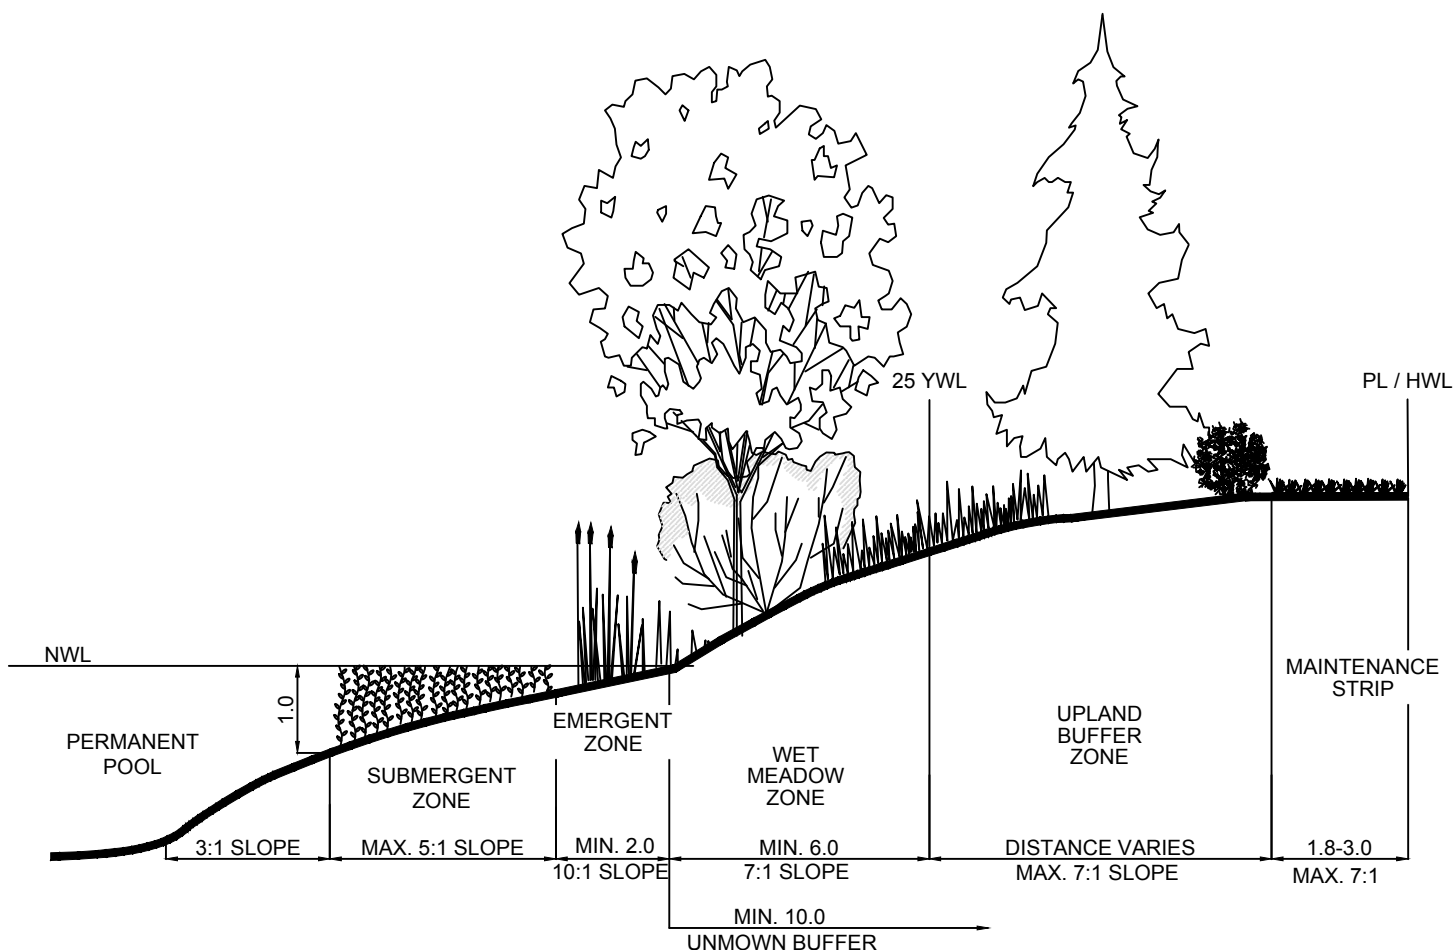 25 YWL
PL / HWL
NWL
1.0
PERMANENT
POOL
SUBMERGENT
ZONE
EMERGENT
ZONE
WET
MEADOW
ZONE
UPLAND
BUFFER
ZONE
MAINTENANCE
STRIP
3:1 SLOPE
MAX. 5:1 SLOPE
MIN. 2.0
10:1 SLOPE
MIN. 6.0
7:1 SLOPE
DISTANCE VARIES
MAX. 7:1 SLOPE
1.8-3.0
MAX. 7:1
MIN. 10.0
UNMOWN BUFFER